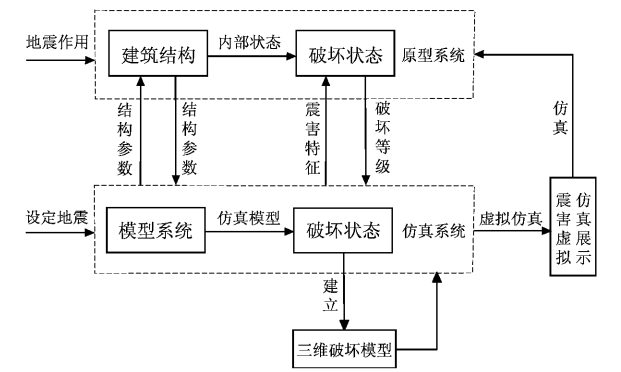 地震作用
建筑结构
内部状态
破坏状态
原型系统
结构参数
结构参数
震害特征
破坏等级
仿真
设定地震
模型系统
仿真模型
破坏状态
仿真系统
虚拟仿真
震害虚拟
仿真展示
建立
三维破坏模型